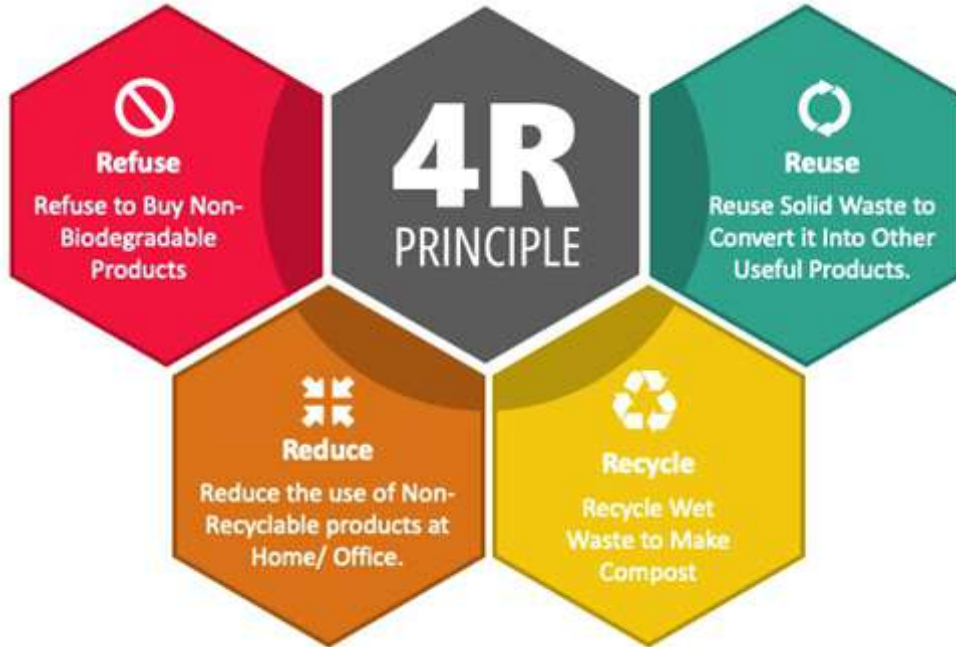 4R
PRINCIPLE
Refuse
Refuse to Buy Non-
Biodegradable
Products
Reduce
Reduce the use of Non-
Recyclable products at
Home/ Office.
Recycle
Recycle Wet
Waste to Make
Compost
Reuse
Reuse Solid Waste to
Convert it Into Other
Useful Products.